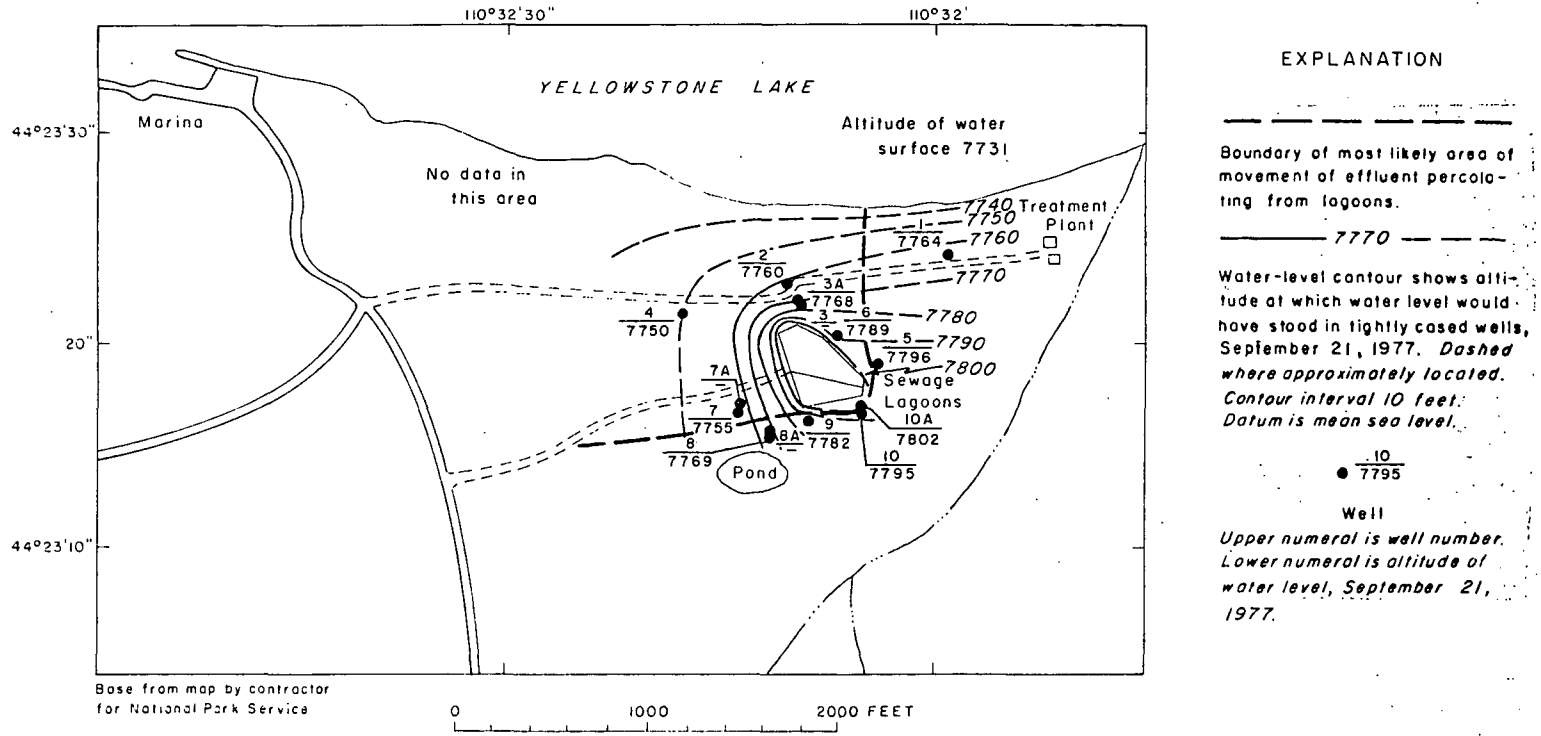 110°32'30"
110°32'
YELLOWSTONE LAKE
Marina
44°23'30"
Altitude of water
surface 7731
No data in
this area
7740
7750
7760
7770
7780
7790
7800
Treatment
Plant
1
7764
2
7760
3A
7768
3
4
7750
6
7789
5
7796
20"
Sewage
Lagoons
7A
7
7755
8
7769
8A
9
7782
10A
7802
10
7795
Pond
44°23'10"
Base from map by contractor
for National Park Service
0 1000 2000 FEET
EXPLANATION
Boundary of most likely area of
movement of effluent percola-
ting from lagoons.
7770
Water-level contour shows alti-
tude at which water level would
have stood in tightly cased wells,
September 21, 1977. Dashed
where approximately located.
Contour interval 10 feet.
Datum is mean sea level.
10
7795
Well
Upper numeral is well number.
Lower numeral is altitude of
water level, September 21,
1977.